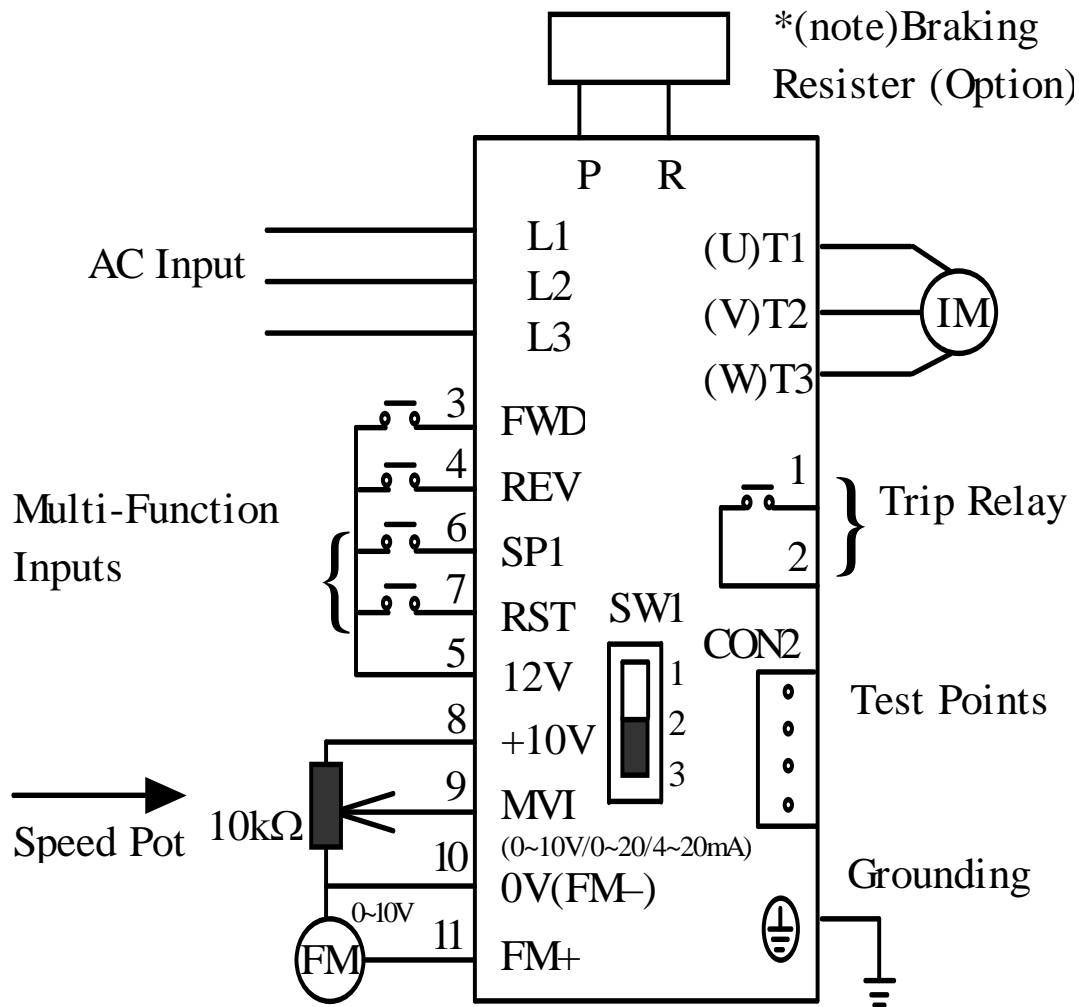 *(note)Braking
Resister (Option)
P R
L1
AC Input
L2
L3
(U)T1
(V)T2
(W)T3
IM
3 FWD
4 REV
Multi-Function
Inputs
6 SP1
7 RST
5 12V
1
2
Trip Relay
SW1
1
2
3
CON2
Test Points
8 +10V
9 MVI
(0~10V/0~20/4~20mA)
Speed Pot
10kΩ
10 0V(FM–)
0~10V
FM
11 FM+
Grounding